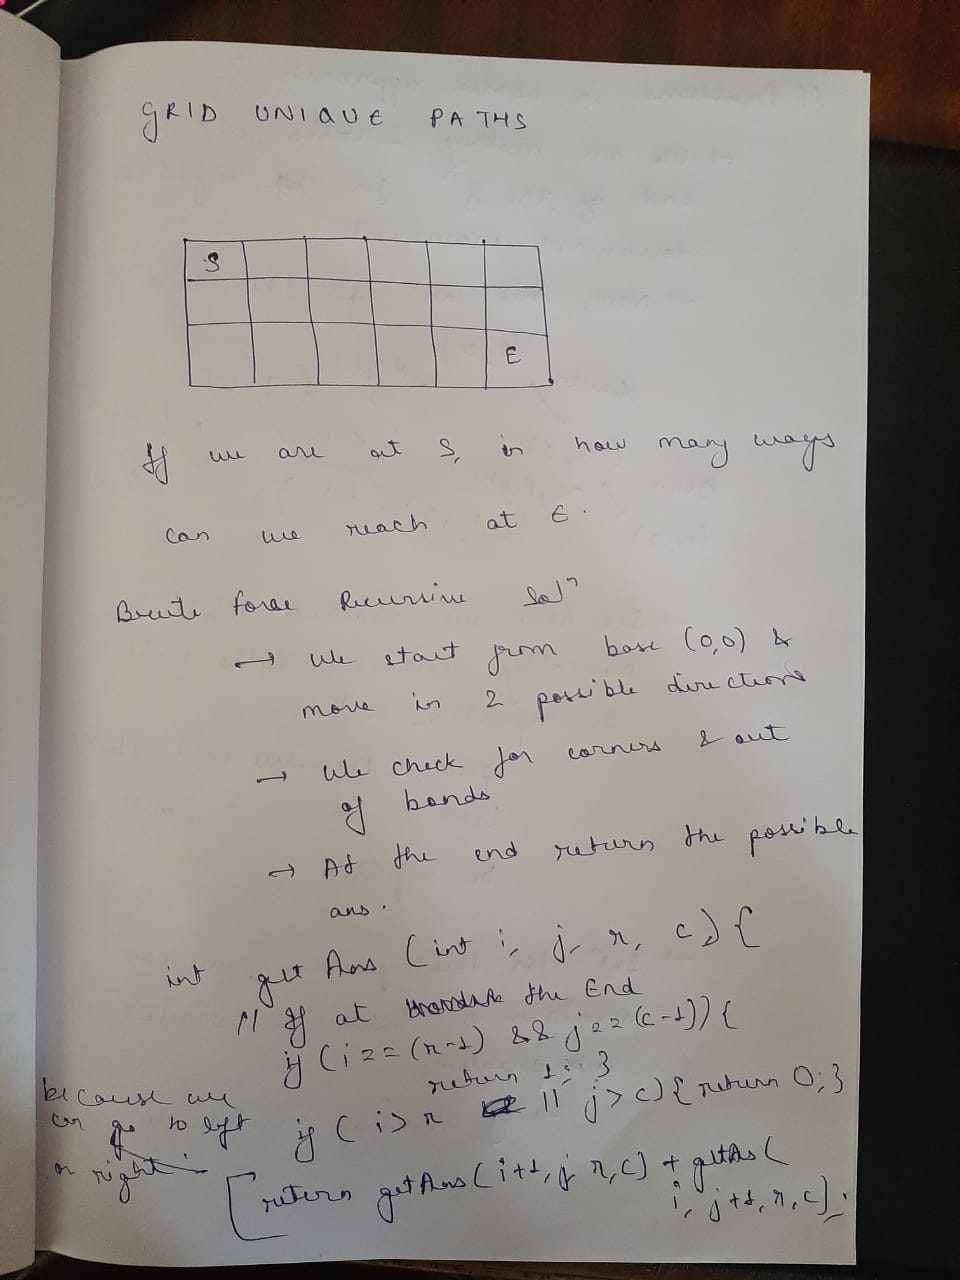 GRID UNIQUE PATHS
S
E
If we are at S, in how many ways
can we reach at E.
Brute force Recursive Solⁿ
→ We start from base (0,0) &
move in 2 possible directions
→ We check for corners & out
of bonds
→ At the end return the possible
ans.
int getAns (int i, j, r, c) {
// If at the End
if (i == (r-1) && j == (c-1)) {
return 1; }
if (i > r || j > c) { return 0; }
because we
can go to left
or right
return getAns (i+1, j, r, c) + getAns (
i, j+1, r, c);